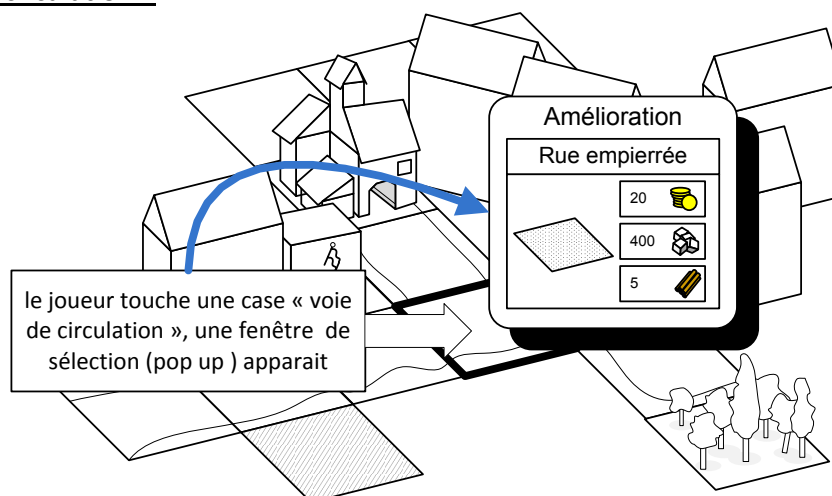 Amélioration
Rue empierrée
20
400
5
le joueur touche une case « voie
de circulation », une fenêtre de
sélection (pop up ) apparait